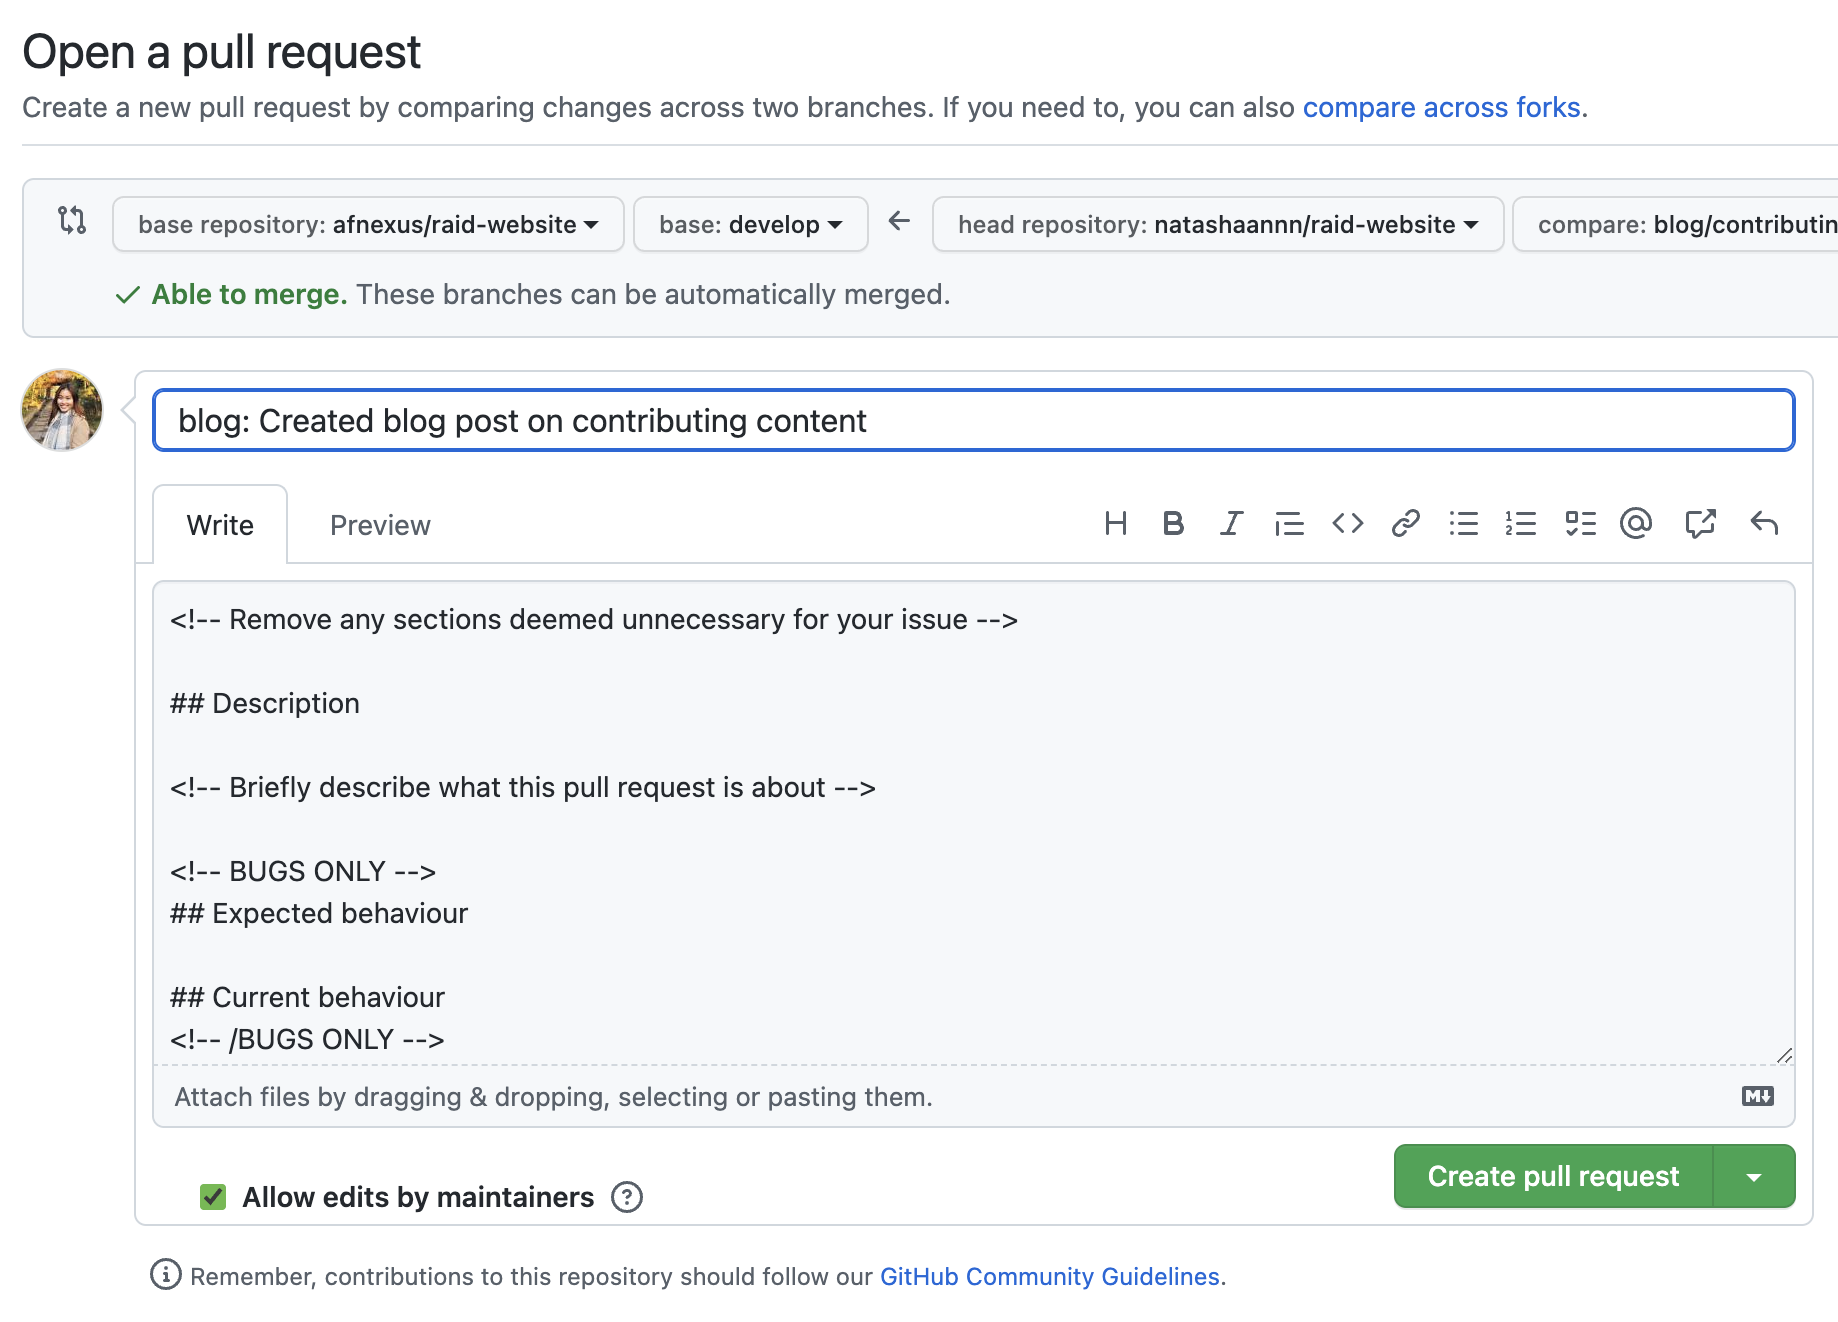 Open a pull request
Create a new pull request by comparing changes across two branches. If you need to, you can also compare across forks.
base repository: afnexus/raid-website base: develop head repository: natashaannn/raid-website compare: blog/contributin
Able to merge. These branches can be automatically merged.
blog: Created blog post on contributing content
Write Preview
<!-- Remove any sections deemed unnecessary for your issue -->
## Description
<!-- Briefly describe what this pull request is about -->
<!-- BUGS ONLY -->
## Expected behaviour
## Current behaviour
<!-- /BUGS ONLY -->
Attach files by dragging & dropping, selecting or pasting them.
Allow edits by maintainers
Create pull request
Remember, contributions to this repository should follow our GitHub Community Guidelines.